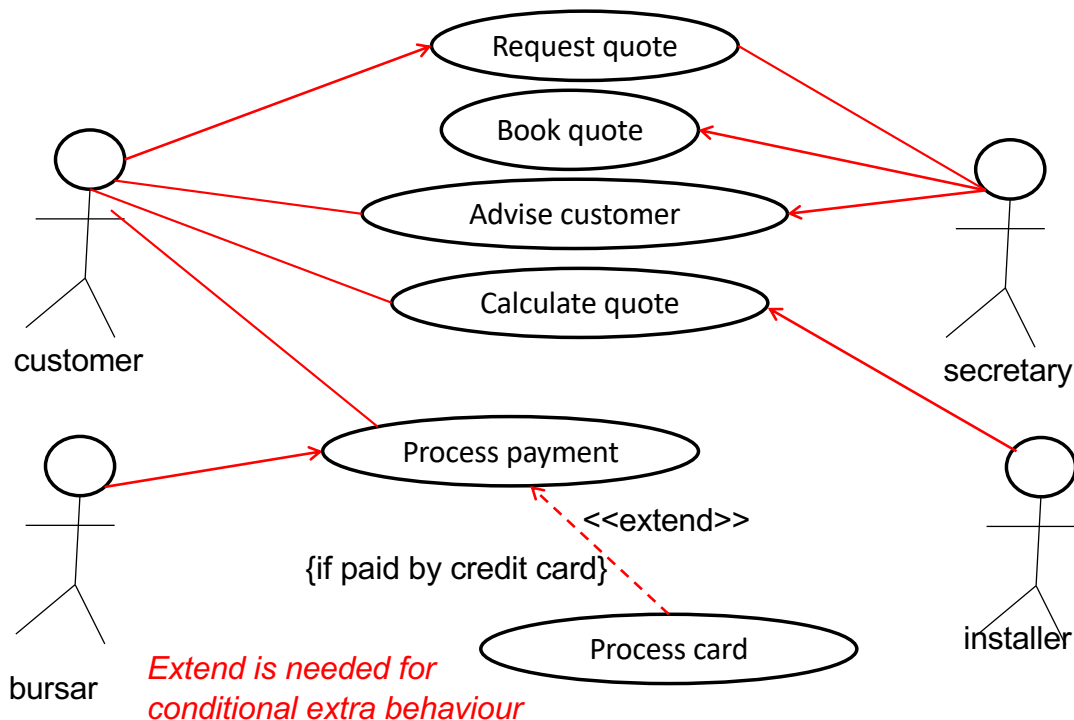 Request quote
Book quote
Advise customer
Calculate quote
customer
secretary
Process payment
<<extend>>
{if paid by credit card}
Process card
installer
bursar
Extend is needed for
conditional extra behaviour